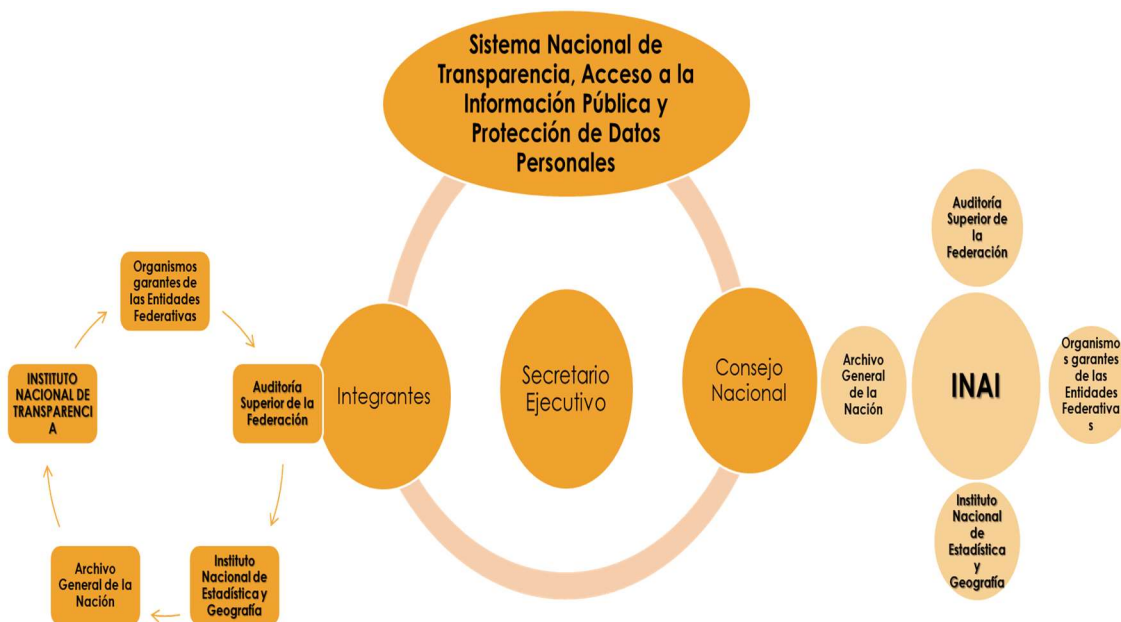 Sistema Nacional de
Transparencia, Acceso a la
Información Pública y
Protección de Datos
Personales
Organismos
garantes de
las Entidades
Federativas
INSTITUTO
NACIONAL DE
TRANSPARENCI
A
Auditoría
Superior de la
Federación
Archivo
General de la
Nación
Instituto
Nacional de
Estadística y
Geografía
Integrantes
Secretario
Ejecutivo
Consejo
Nacional
Auditoría
Superior de
la
Federación
Archivo
General
de la
Nación
INAI
Organismo
s garantes
de las
Entidades
Federativa
s
Instituto
Nacional
de
Estadística
y
Geografía